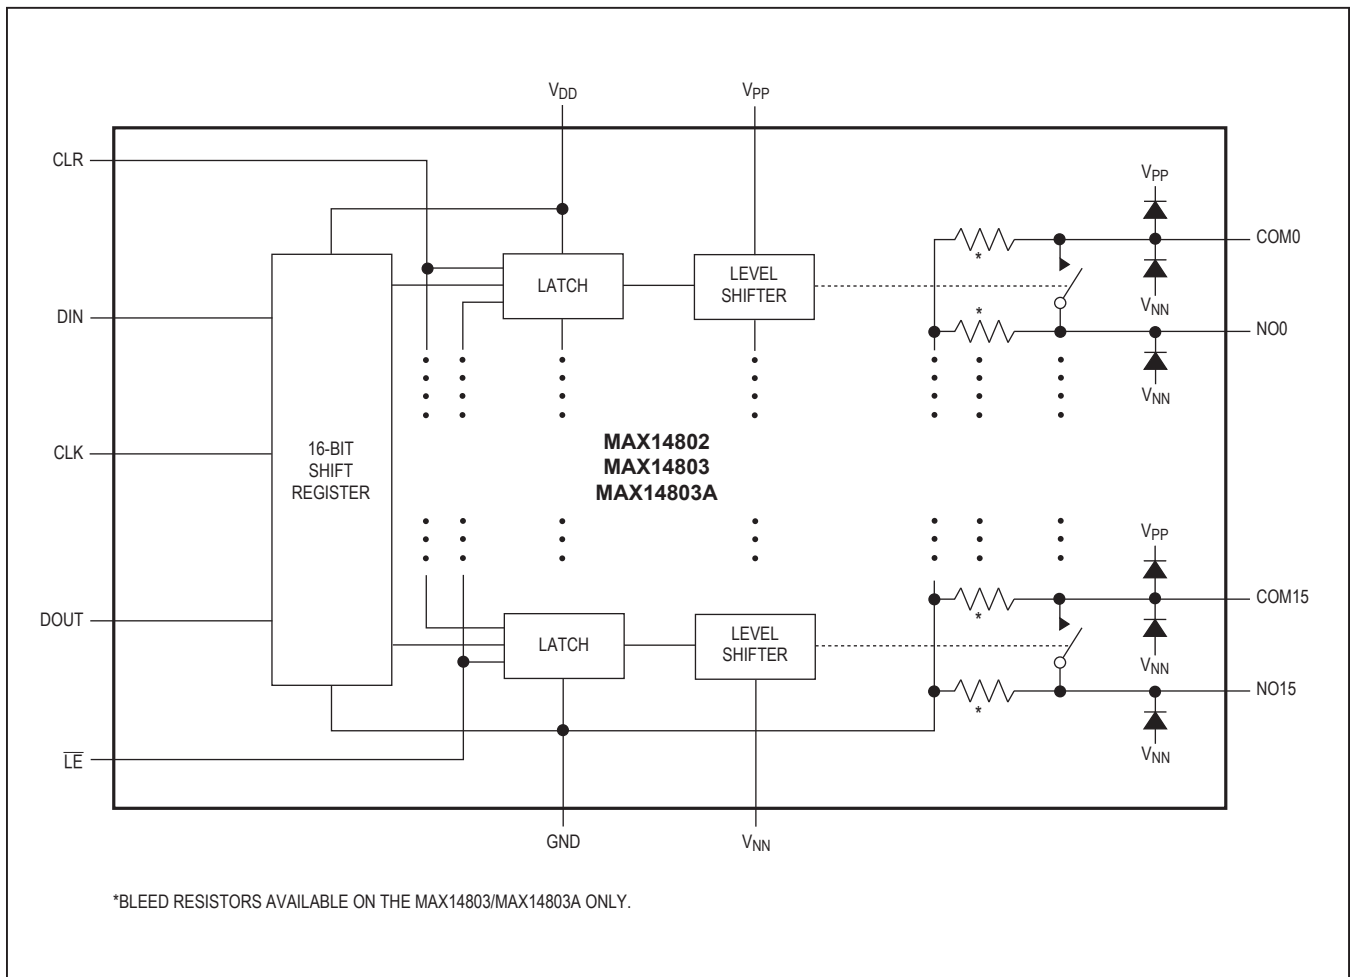 VDD
VPP
CLR
VPP
COM0
LATCH
LEVEL
SHIFTER
*
VNN
DIN
*
NO0
VNN
MAX14802
MAX14803
MAX14803A
CLK
16-BIT
SHIFT
REGISTER
VPP
COM15
DOUT
LATCH
LEVEL
SHIFTER
*
VNN
NO15
*
VNN
LE
GND
VNN
*BLEED RESISTORS AVAILABLE ON THE MAX14803/MAX14803A ONLY.